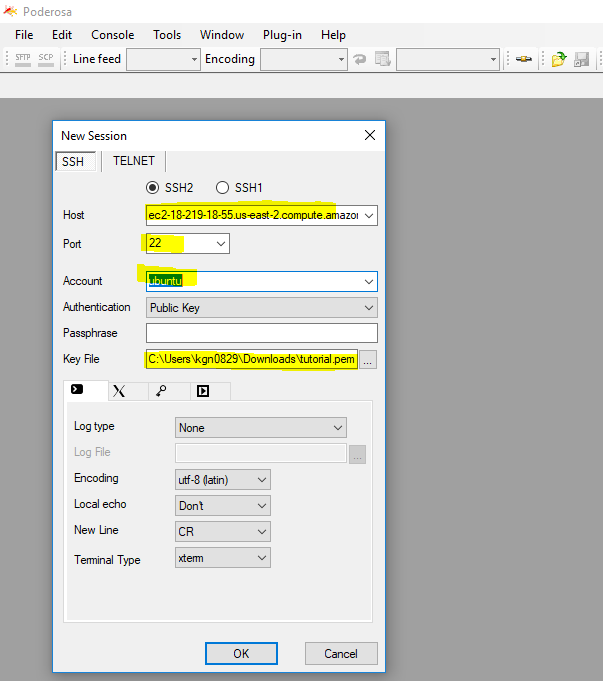 Poderosa
File Edit Console Tools Window Plug-in Help
SFTP SCP Line feed Encoding
New Session
SSH TELNET
SSH2 SSH1
Host ec2-18-219-18-55.us-east-2.compute.amazor
Port 22
Account ubuntu
Authentication Public Key
Passphrase
Key File C:\Users\kgn0829\Downloads\tutorial.pem ...
Log type None
Log File ...
Encoding utf-8 (latin)
Local echo Don't
New Line CR
Terminal Type xterm
OK Cancel